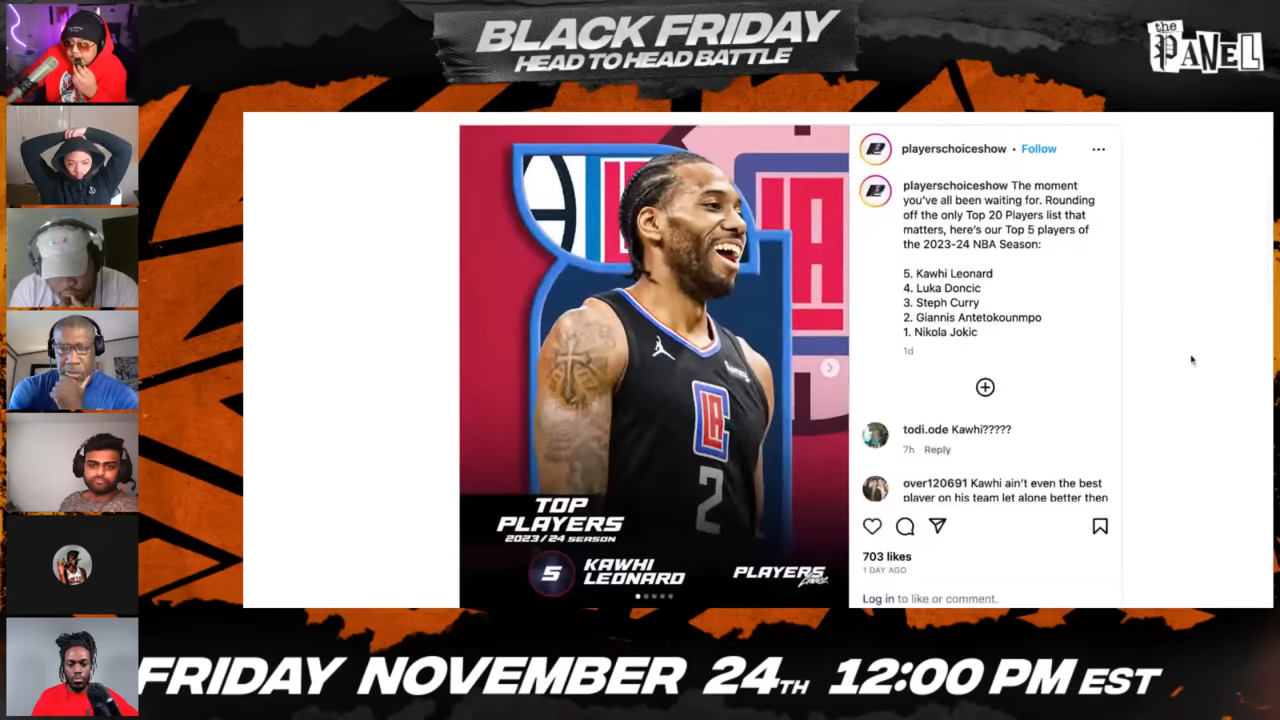 BLACK FRIDAY
HEAD TO HEAD BATTLE
the PANEL
playerschoiceshow • Follow
playerschoiceshow The moment
you've all been waiting for. Rounding
off the only Top 20 Players list that
matters, here's our Top 5 players of
the 2023-24 NBA Season:
5. Kawhi Leonard
4. Luka Doncic
3. Steph Curry
2. Giannis Antetokounmpo
1. Nikola Jokic
1d
todi.ode Kawhi?????
7h Reply
over120691 Kawhi ain't even the best
player on his team let alone better then
703 likes
1 DAY AGO
Log in to like or comment.
LA
2
TOP
PLAYERS
2023/24 SEASON
5 KAWHI
LEONARD
PLAYERS
Choice
FRIDAY NOVEMBER 24TH 12:00 PM EST